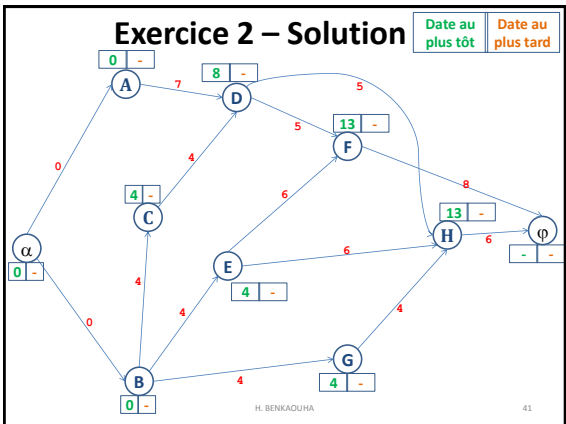 Exercice 2 – Solution
Date au plus tôt
Date au plus tard
0 -
A
7
8 -
D
5
5
13 -
F
0
4
4 -
C
6
8
13 -
H
6
φ
- -
α
0 -
E
4 -
6
4
4
0
4
G
4 -
4
B
0 -
H. BENKAOUHA
41